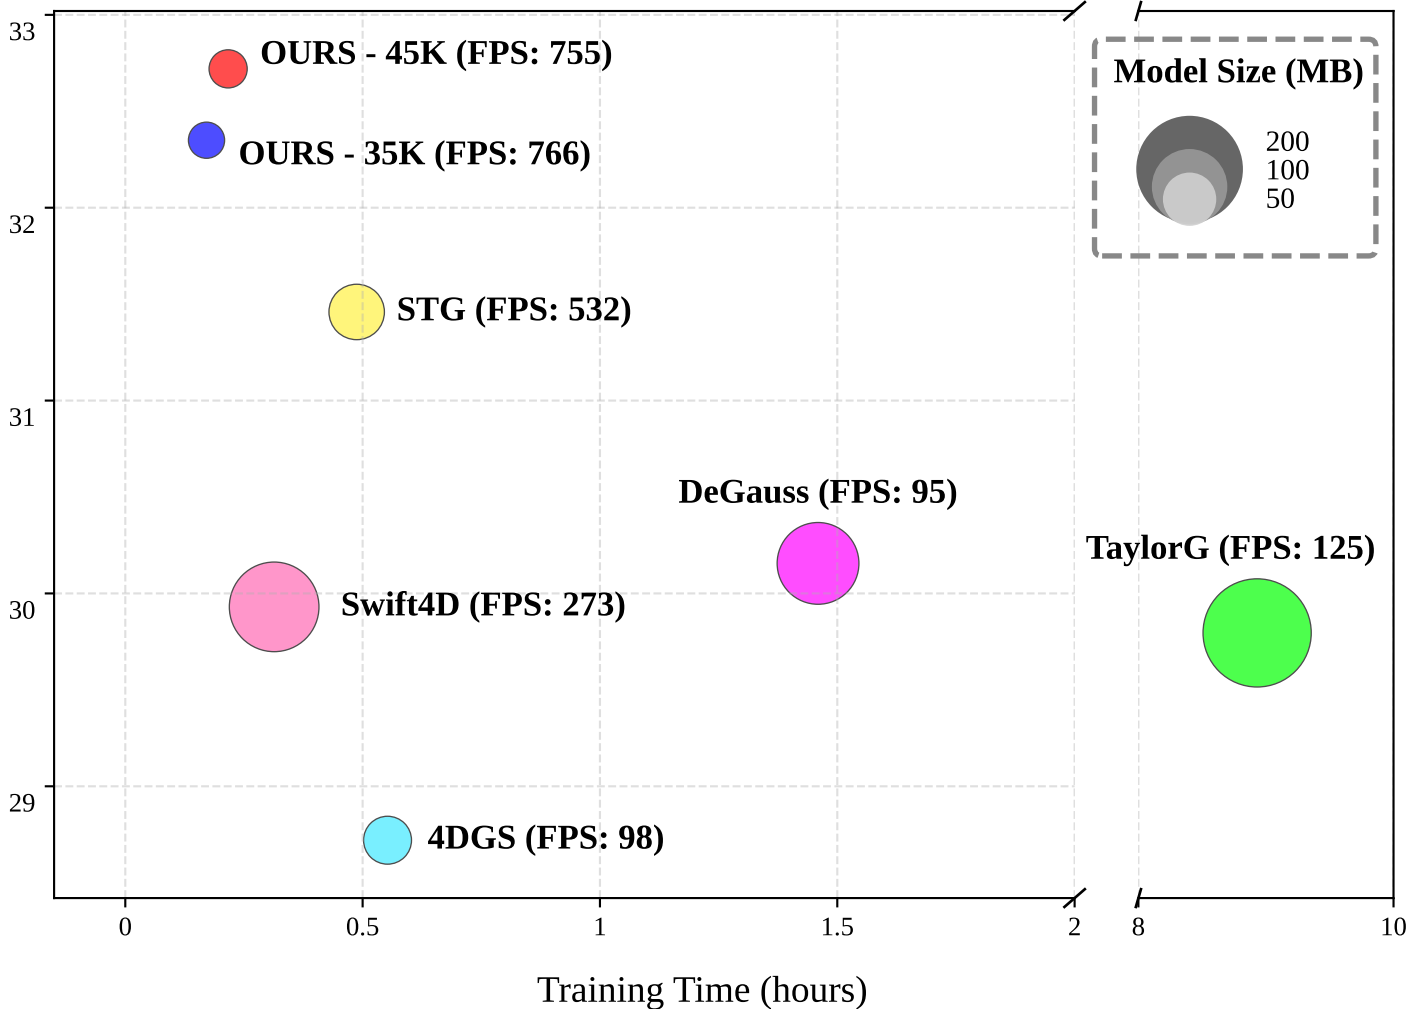 33
OURS - 45K (FPS: 755)
Model Size (MB)
200
100
50
OURS - 35K (FPS: 766)
32
STG (FPS: 532)
31
DeGauss (FPS: 95)
TaylorG (FPS: 125)
30
Swift4D (FPS: 273)
29
4DGS (FPS: 98)
0 0.5 1 1.5 2 8 10
Training Time (hours)